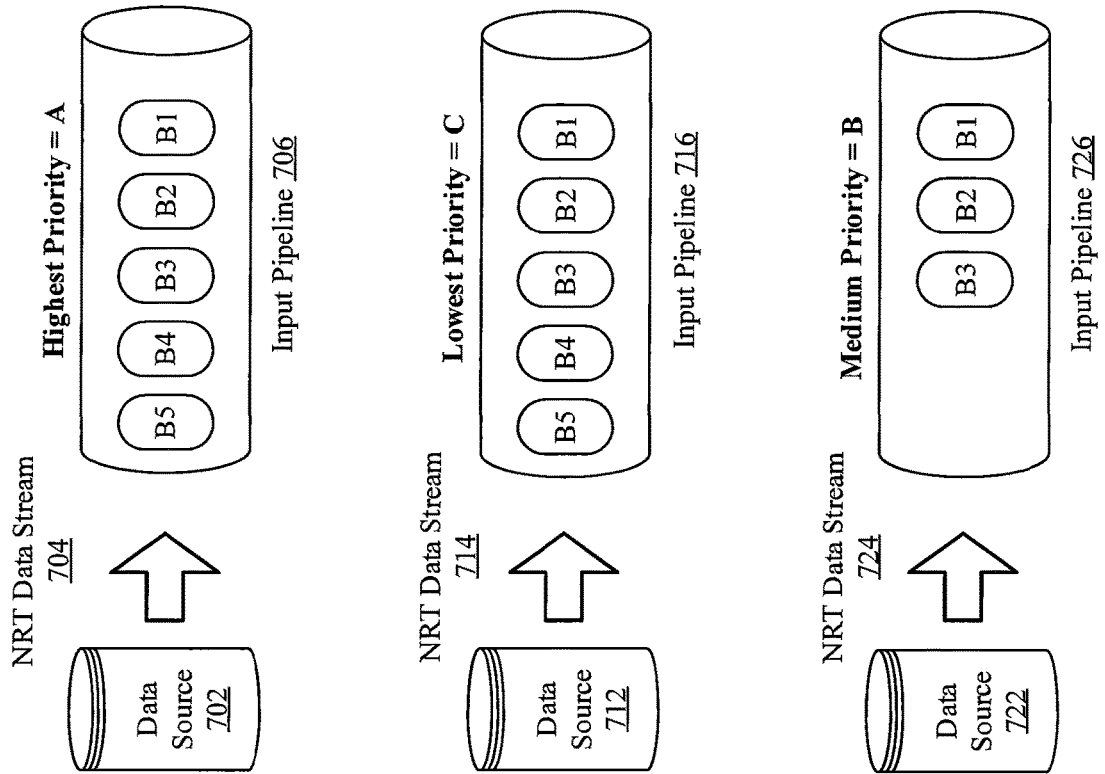 NRT Data Stream
704
Data
Source
702
Highest Priority = A
B5
B4
B3
B2
B1
Input Pipeline 706
NRT Data Stream
714
Data
Source
712
Lowest Priority = C
B5
B4
B3
B2
B1
Input Pipeline 716
NRT Data Stream
724
Data
Source
722
Medium Priority = B
B3
B2
B1
Input Pipeline 726